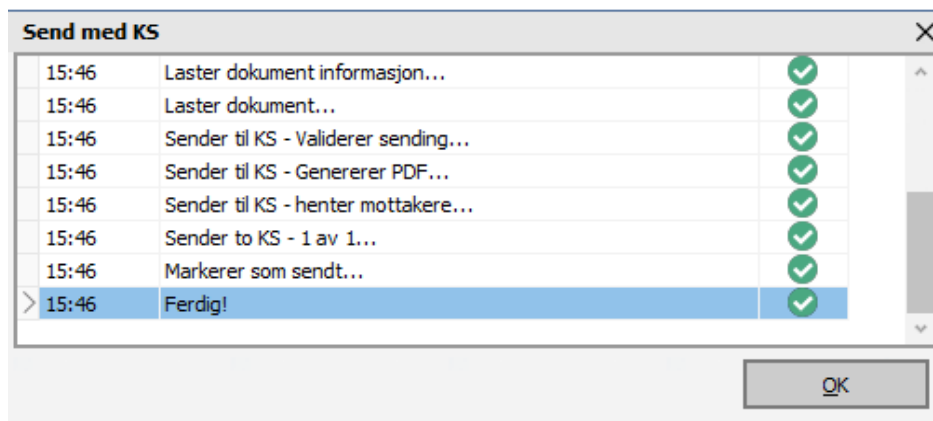 Send med KS
15:46 Laster dokument informasjon...
15:46 Laster dokument...
15:46 Sender til KS - Validerer sending...
15:46 Sender til KS - Genererer PDF...
15:46 Sender til KS - henter mottakere...
15:46 Sender to KS - 1 av 1...
15:46 Markerer som sendt...
15:46 Ferdig!
OK